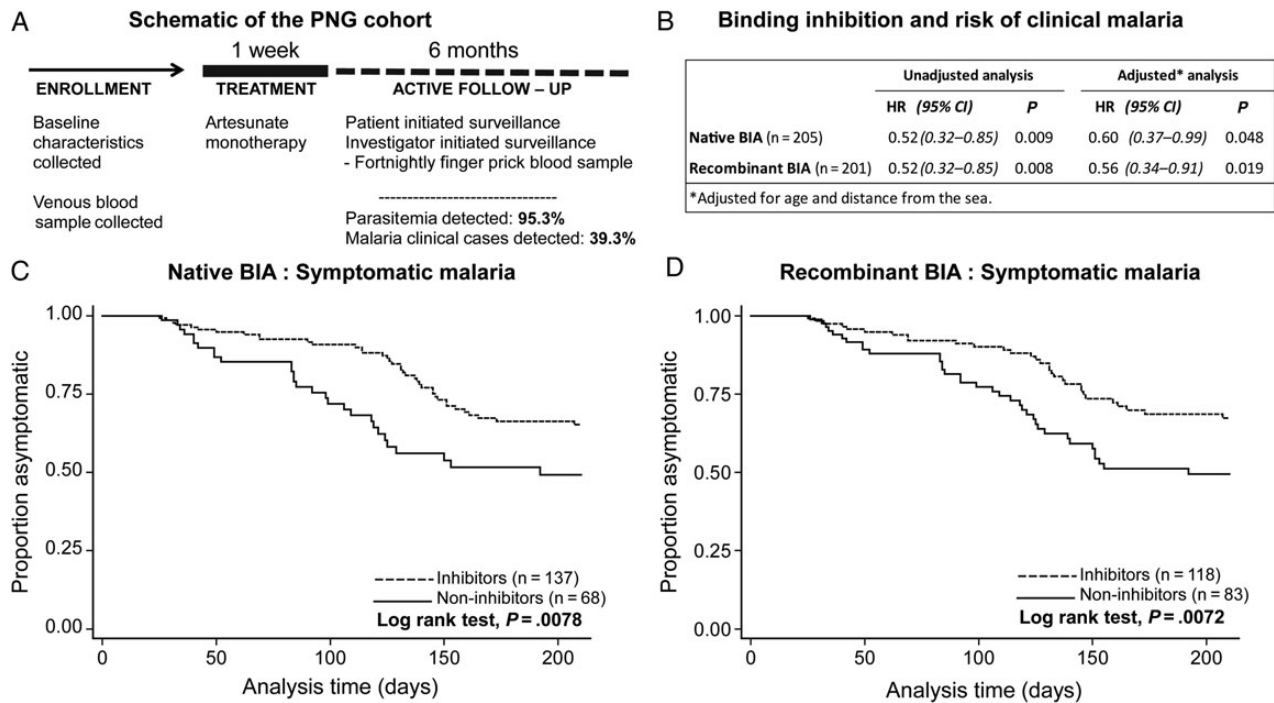 A
Schematic of the PNG cohort
1 week
6 months
ENROLLMENT
TREATMENT
ACTIVE FOLLOW – UP
Baseline
characteristics
collected
Venous blood
sample collected
Artesunate
monotherapy
Patient initiated surveillance
Investigator initiated surveillance
- Fortnightly finger prick blood sample
Parasitemia detected: 95.3%
Malaria clinical cases detected: 39.3%
B
Binding inhibition and risk of clinical malaria
Unadjusted analysis Adjusted* analysis
HR (95% CI) P HR (95% CI) P
Native BIA (n = 205) 0.52 (0.32–0.85) 0.009 0.60 (0.37–0.99) 0.048
Recombinant BIA (n = 201) 0.52 (0.32–0.85) 0.008 0.56 (0.34–0.91) 0.019
*Adjusted for age and distance from the sea.
C
Native BIA : Symptomatic malaria
Proportion asymptomatic
1.00
0.75
0.50
0.25
0.00
Inhibitors (n = 137)
Non-inhibitors (n = 68)
Log rank test, P = .0078
0 50 100 150 200
Analysis time (days)
D
Recombinant BIA : Symptomatic malaria
Proportion asymptomatic
1.00
0.75
0.50
0.25
0.00
Inhibitors (n = 118)
Non-inhibitors (n = 83)
Log rank test, P = .0072
0 50 100 150 200
Analysis time (days)